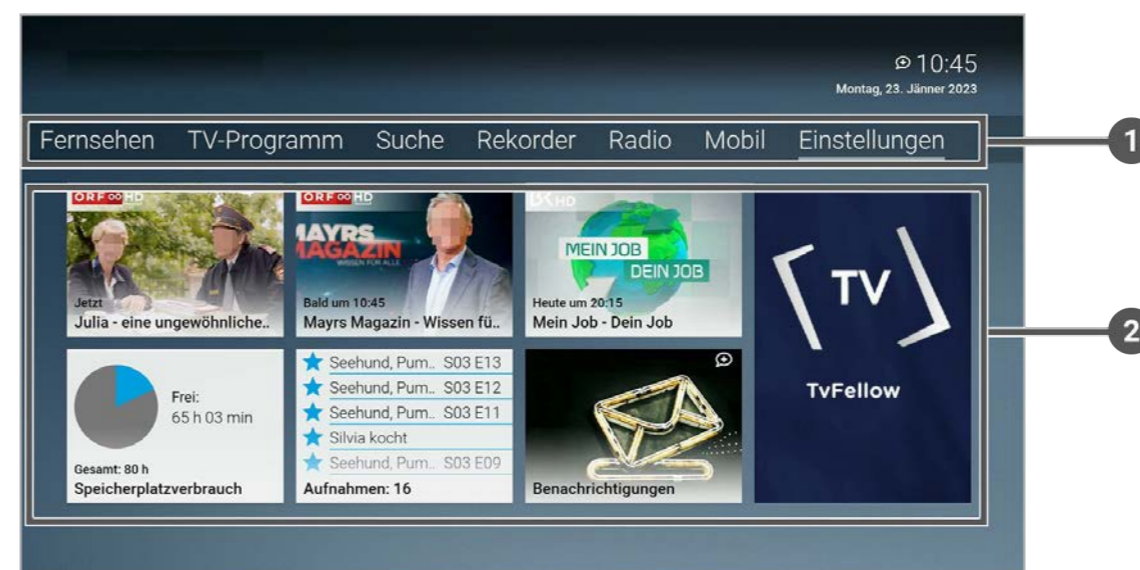 10:45
Montag, 23. Jänner 2023
Fernsehen TV-Programm Suche Rekorder Radio Mobil Einstellungen
1
ORF HD
ORF HD
HD
MAYRS
MAGAZIN
WISSEN FÜR ALLE
MEIN JOB
DEIN JOB
TV
Jetzt
Julia - eine ungewöhnliche..
Bald um 10:45
Mayrs Magazin - Wissen fü..
Heute um 20:15
Mein Job - Dein Job
2
TvFellow
Frei:
65 h 03 min
Gesamt: 80 h
Speicherplatzverbrauch
Seehund, Pum.. S03 E13
Seehund, Pum.. S03 E12
Seehund, Pum.. S03 E11
Silvia kocht
Seehund, Pum.. S03 E09
Aufnahmen: 16
Benachrichtigungen